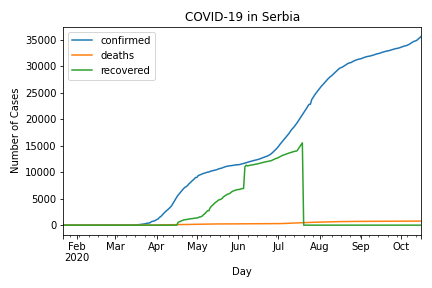 COVID-19 in Serbia
confirmed
deaths
recovered
Number of Cases
35000
30000
25000
20000
15000
10000
5000
0
Feb Mar Apr May Jun Jul Aug Sep Oct
2020
Day